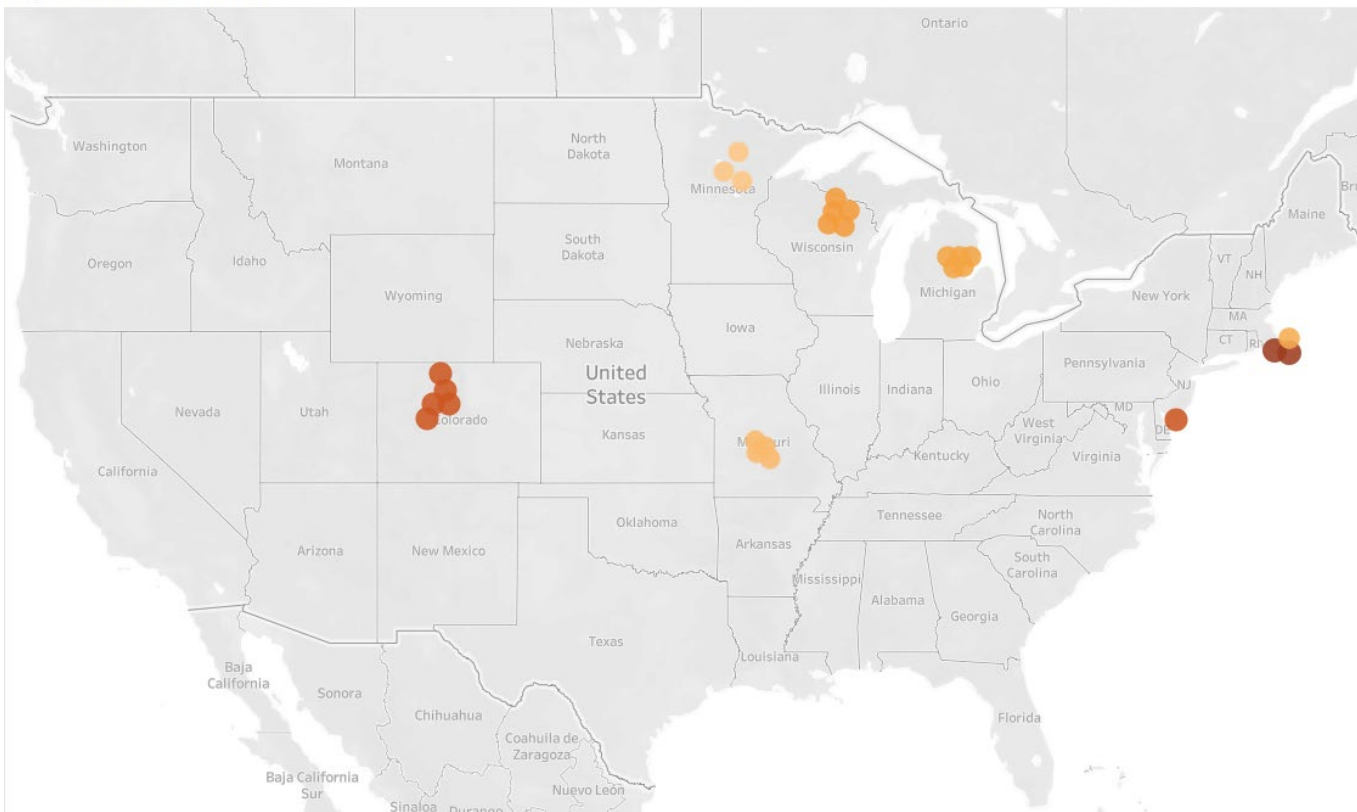 Ontario
Washington
Montana
North
Dakota
Minnesota
Maine
Oregon
Idaho
South
Dakota
Wisconsin
VT
NH
Wyoming
Michigan
New York
MA
Iowa
CT
Nebraska
Pennsylvania
United
States
Nevada
Utah
Colorado
Illinois
Indiana
Ohio
NJ
MD
DE
West
Virginia
Kansas
Kentucky
Virginia
California
Oklahoma
Tennessee
North
Carolina
Arizona
New Mexico
Arkansas
South
Carolina
Mississippi
Alabama
Georgia
Texas
Louisiana
Baja
California
Sonora
Chihuahua
Florida
Coahuila de
Zaragoza
Baja California
Sur
Nuevo León
Sinaloa
Durango